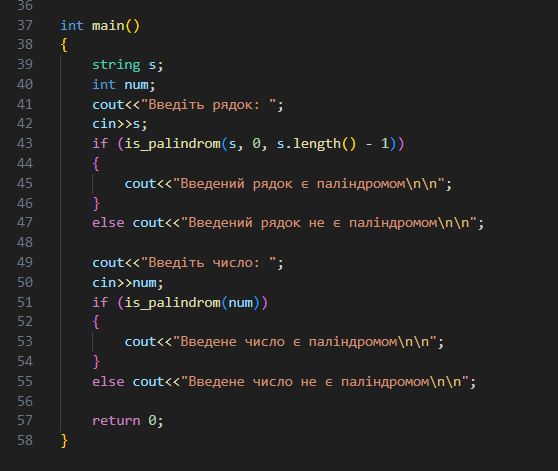 36
37 int main()
38 {
39 string s;
40 int num;
41 cout<<"Введіть рядок: ";
42 cin>>s;
43 if (is_palindrom(s, 0, s.length() - 1))
44 {
45 cout<<"Введений рядок є паліндромом\n\n";
46 }
47 else cout<<"Введений рядок не є паліндромом\n\n";
48
49 cout<<"Введіть число: ";
50 cin>>num;
51 if (is_palindrom(num))
52 {
53 cout<<"Введене число є паліндромом\n\n";
54 }
55 else cout<<"Введене число не є паліндромом\n\n";
56
57 return 0;
58 }